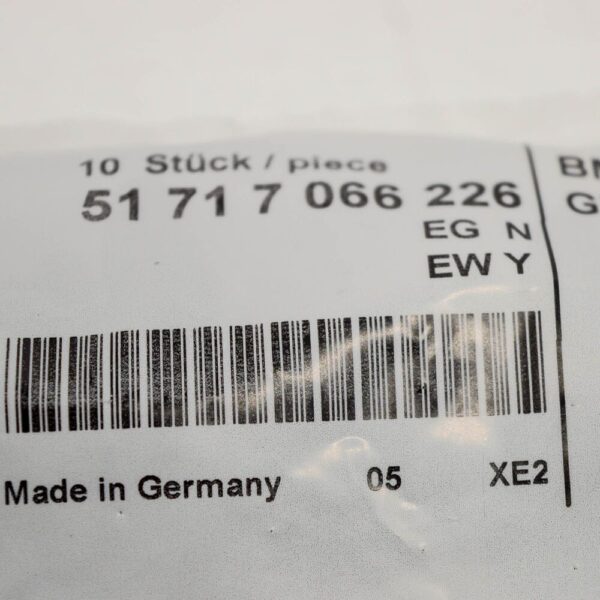 10 Stück / piece
51 71 7 066 226
EG N
EW Y
Made in Germany 05 XE2